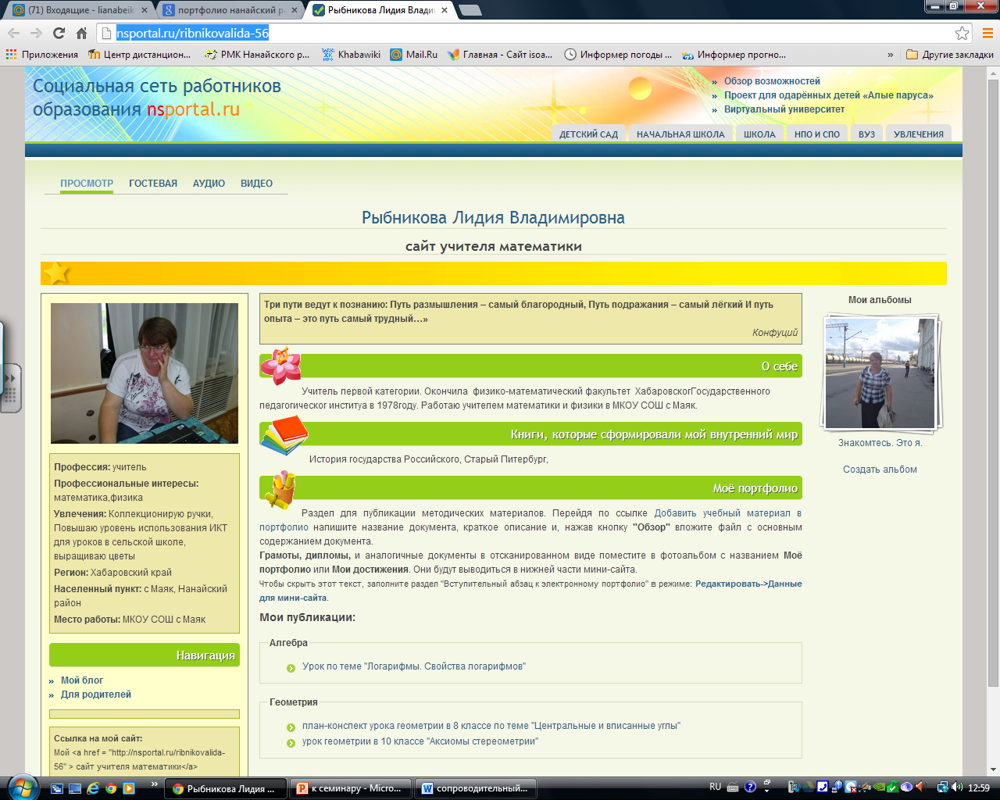 (71) Входящие - lianabeik
портфолио нанайский р
Рыбникова Лидия Влади
nsportal.ru/ribnikovalida-56
Приложения
Центр дистанцион...
РМК Нанайского р...
Khabawiki
Mail.Ru
Главная - Сайт isoa...
Информер погоды ...
Информер прогно...
»
Другие закладки
Социальная сеть работников
образования nsportal.ru
Обзор возможностей
Проект для одарённых детей «Алые паруса»
Виртуальный университет
ДЕТСКИЙ САД
НАЧАЛЬНАЯ ШКОЛА
ШКОЛА
НПО И СПО
ВУЗ
УВЛЕЧЕНИЯ
ПРОСМОТР
ГОСТЕВАЯ
АУДИО
ВИДЕО
Рыбникова Лидия Владимировна
сайт учителя математики
Профессия: учитель
Профессиональные интересы:
математика,физика
Увлечения: Коллекционирую ручки,
Повышаю уровень использования ИКТ
для уроков в сельской школе,
выращиваю цветы
Регион: Хабаровский край
Населенный пункт: с Маяк, Нанайский
район
Место работы: МКОУ СОШ с Маяк
Навигация
Мой блог
Для родителей
Ссылка на мой сайт:
Мой <a href = "http://nsportal.ru/ribnikovalida-
56" > сайт учителя математики</a>
Три пути ведут к познанию: Путь размышления – самый благородный, Путь подражания – самый лёгкий И путь
опыта – это путь самый трудный...»
Конфуций
О себе
Учитель первой категории. Окончила физико-математический факультет ХабаровскогГосударственного
педагогическог институа в 1978году. Работаю учителем математики и физики в МКОУ СОШ с Маяк.
Книги, которые сформировали мой внутренний мир
История государства Российского, Старый Питербург,
Моё портфолио
Раздел для публикации методических материалов. Перейдя по ссылке Добавить учебный материал в
портфолио напишите название документа, краткое описание и, нажав кнопку "Обзор" вложите файл с основным
содержанием документа.
Грамоты, дипломы, и аналогичные документы в отсканированном виде поместите в фотоальбом с названием Моё
портфолио или Мои достижения. Они будут выводиться в нижней части мини-сайта.
Чтобы скрыть этот текст, заполните раздел "Вступительный абзац к электронному портфолио" в режиме: Редактировать->Данные
для мини-сайта.
Мои публикации:
Алгебра
Урок по теме "Логарифмы. Свойства логарифмов"
Геометрия
план-конспект урока геометрии в 8 классе по теме "Центральные и вписанные углы"
урок геометрии в 10 классе "Аксиомы стереометрии"
Мои альбомы
Знакомтесь. Это я.
Создать альбом
»
Рыбникова Лидия ...
к семинару - Micro...
сопроводительный...
RU
12:59